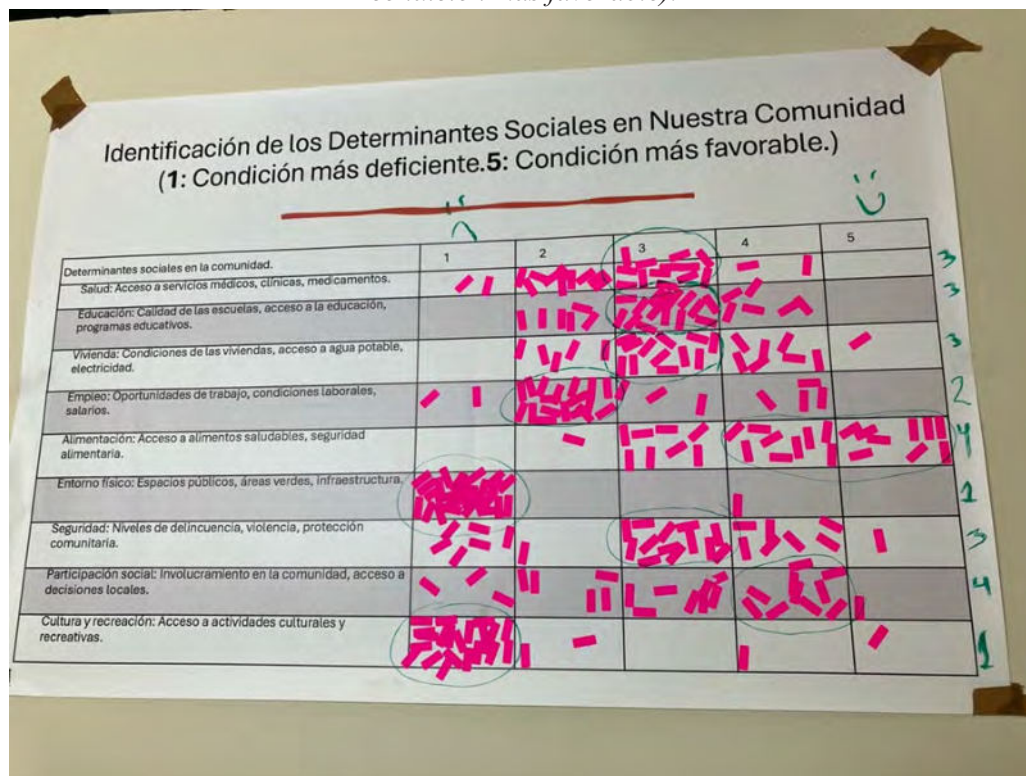 Identificación de los Determinantes Sociales en Nuestra Comunidad
(1: Condición más deficiente.5: Condición más favorable.)
Determinantes sociales en la comunidad. 1 2 3 4 5
Salud: Acceso a servicios médicos, clínicas, medicamentos. 3
Educación: Calidad de las escuelas, acceso a la educación,
programas educativos. 3
Vivienda: Condiciones de las viviendas, acceso a agua potable,
electricidad. 3
Empleo: Oportunidades de trabajo, condiciones laborales,
salarios. 2
Alimentación: Acceso a alimentos saludables, seguridad
alimentaria. 4
Entorno físico: Espacios públicos, áreas verdes, infraestructura. 1
Seguridad: Niveles de delincuencia, violencia, protección
comunitaria. 3
Participación social: Involucramiento en la comunidad, acceso a
decisiones locales. 4
Cultura y recreación: Acceso a actividades culturales y
recreativas. 1